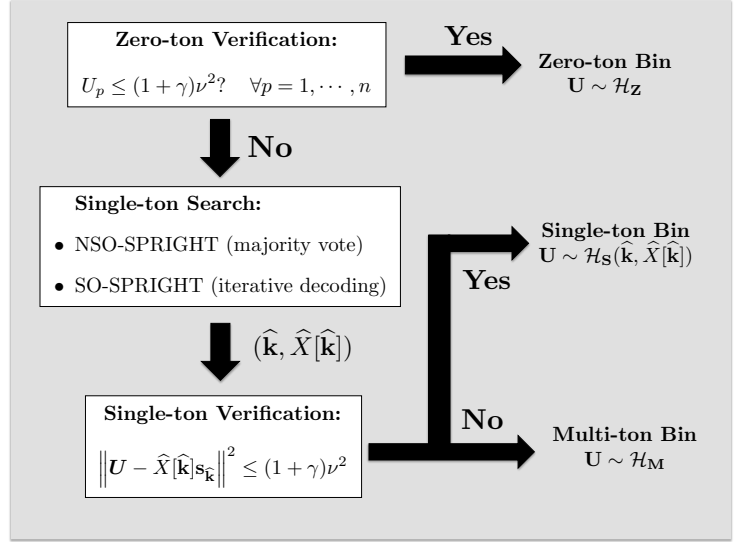 Zero-ton Verification:
U_p ≤ (1 + γ)ν²? ∀p = 1, ⋯ , n
Yes
Zero-ton Bin
U ∼ ℋ_Z
No
Single-ton Search:
• NSO-SPRIGHT (majority vote)
• SO-SPRIGHT (iterative decoding)
Single-ton Bin
U ∼ ℋ_S(k̂, X̂[k̂])
Yes
(k̂, X̂[k̂])
Single-ton Verification:
‖U − X̂[k̂]s_k̂‖² ≤ (1 + γ)ν²
No
Multi-ton Bin
U ∼ ℋ_M